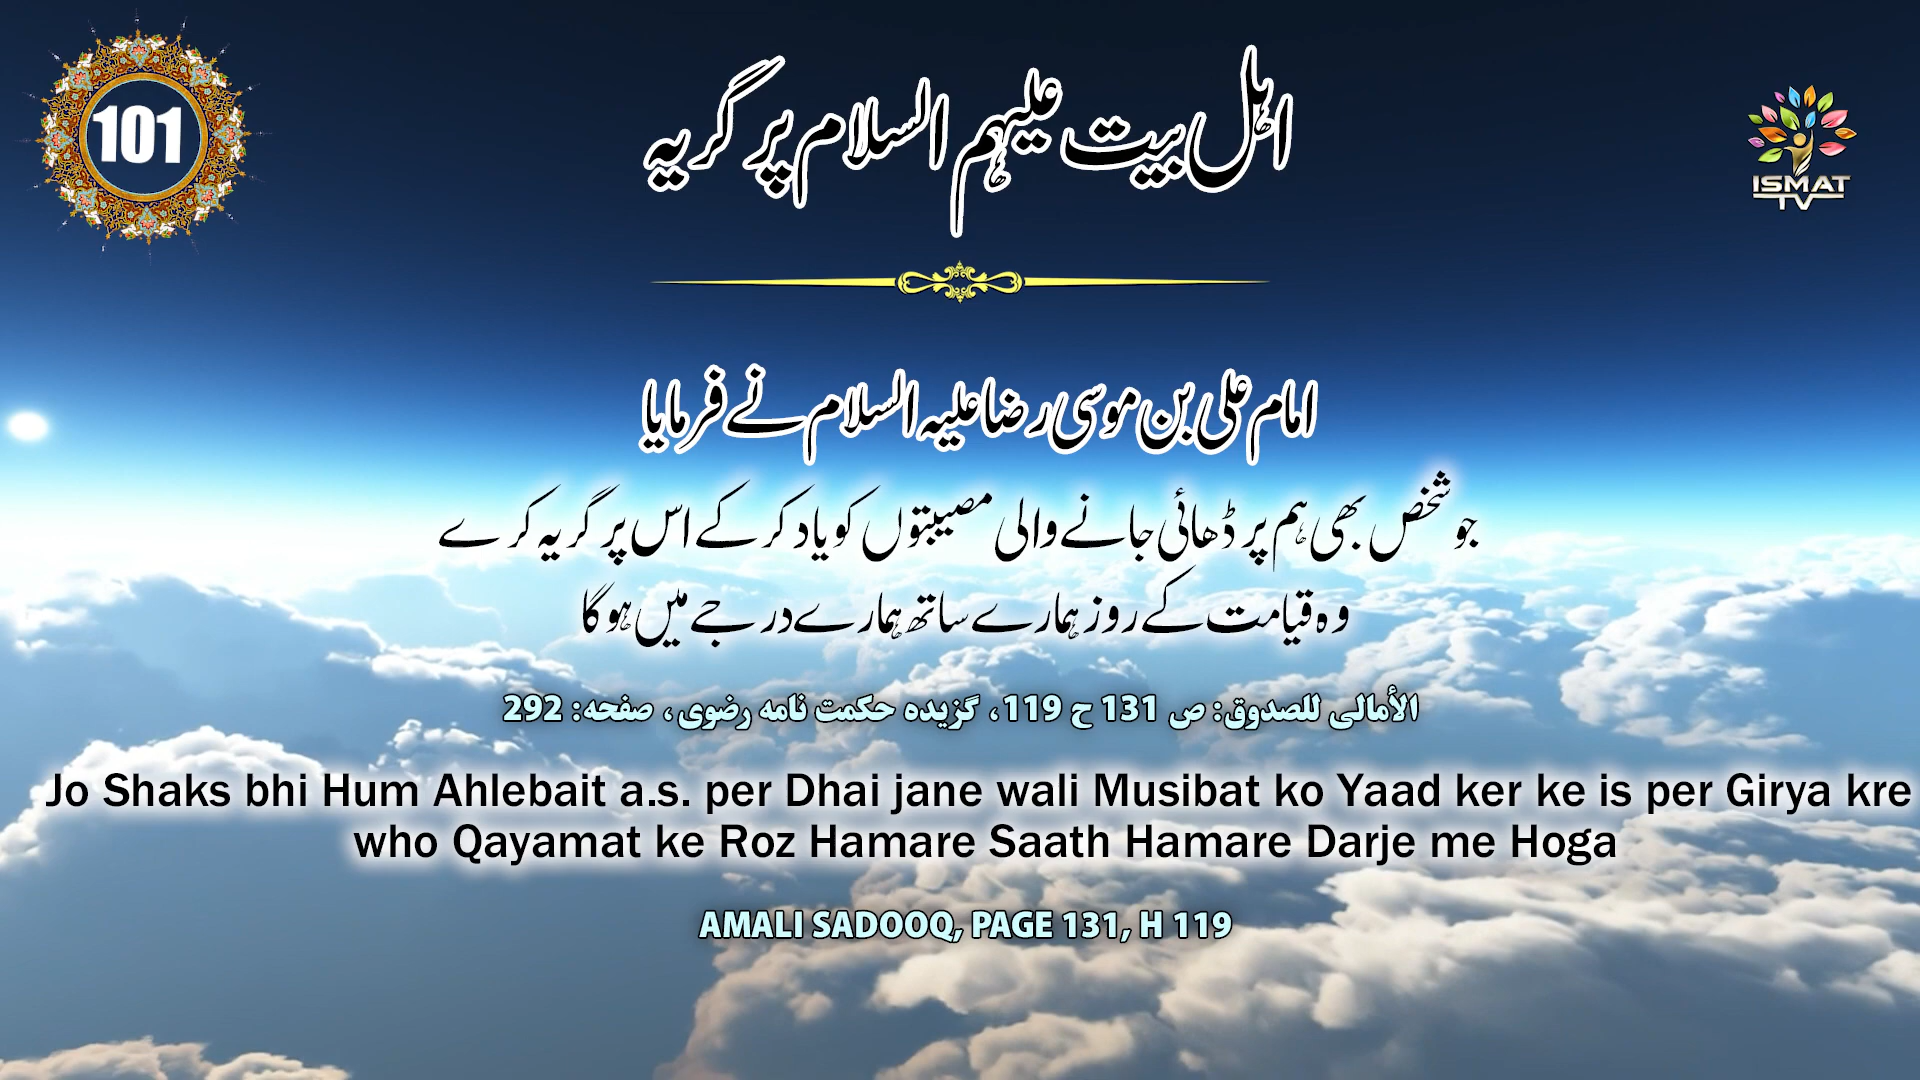 101
اہل بیت علیہم السلام پر گریہ
ISMAT
TV
امام علی بن موسی رضا علیہ السلام نے فرمایا
جو شخص بھی ہم پر ڈھائی جانے والی مصیبتوں کو یاد کر کے اس پر گریہ کرے
وہ قیامت کے روز ہمارے ساتھ ہمارے درجے میں ہو گا
الأمالی للصدوق: ص 131 ح 119، گزیده حکمت نامه رضوی، صفحه: 292
Jo Shaks bhi Hum Ahlebait a.s. per Dhai jane wali Musibat ko Yaad ker ke is per Girya kre
who Qayamat ke Roz Hamare Saath Hamare Darje me Hoga
AMALI SADOOQ, PAGE 131, H 119